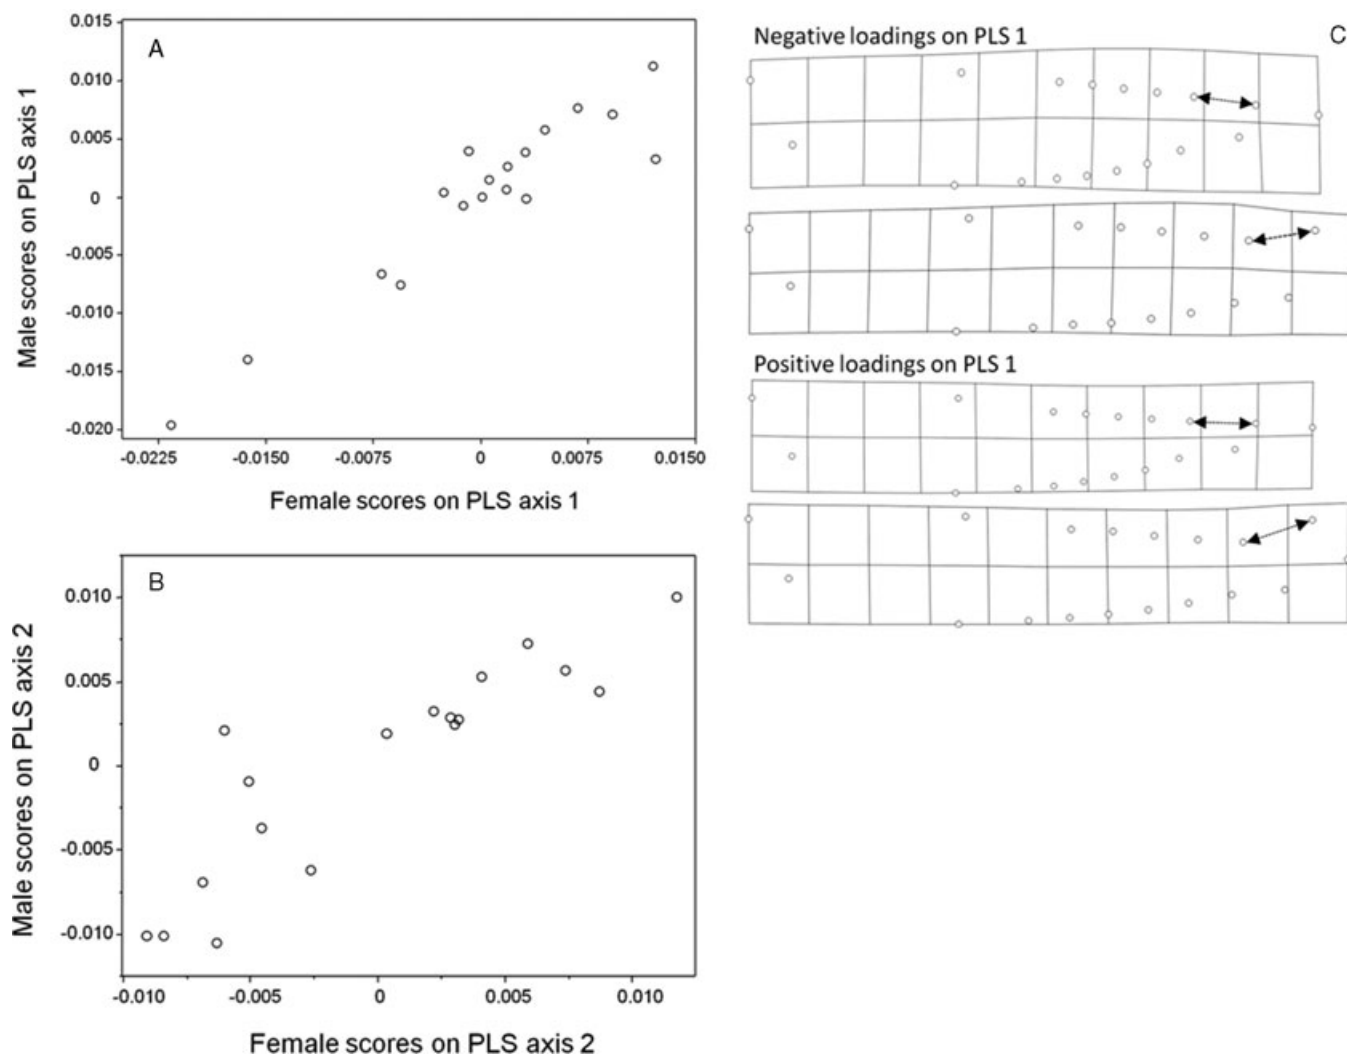 A
Male scores on PLS axis 1
0.015
0.010
0.005
0
-0.005
-0.010
-0.015
-0.020
-0.0225
-0.0150
-0.0075
0
0.0075
0.0150
Female scores on PLS axis 1
B
Male scores on PLS axis 2
0.010
0.005
0
-0.005
-0.010
-0.010
-0.005
0
0.005
0.010
Female scores on PLS axis 2
C
Negative loadings on PLS 1
Positive loadings on PLS 1